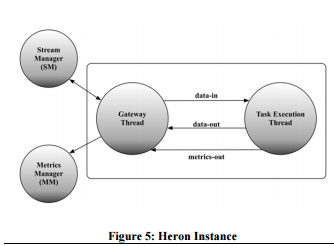 Stream
Manager
(SM)
Gateway
Thread
data-in
data-out
metrics-out
Task Execution
Thread
Metrics
Manager
(MM)
Figure 5: Heron Instance